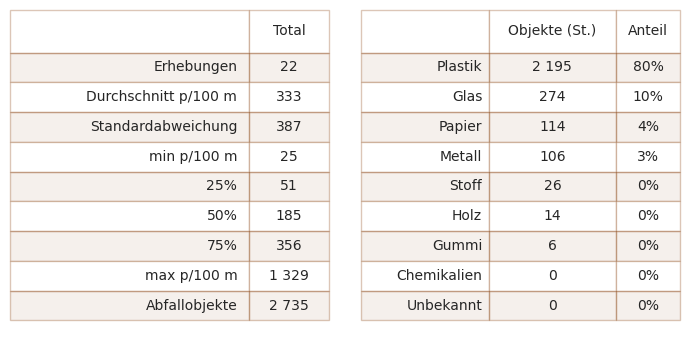 Total
Erhebungen 22
Durchschnitt p/100 m 333
Standardabweichung 387
min p/100 m 25
25% 51
50% 185
75% 356
max p/100 m 1 329
Abfallobjekte 2 735
Objekte (St.) Anteil
Plastik 2 195 80%
Glas 274 10%
Papier 114 4%
Metall 106 3%
Stoff 26 0%
Holz 14 0%
Gummi 6 0%
Chemikalien 0 0%
Unbekannt 0 0%